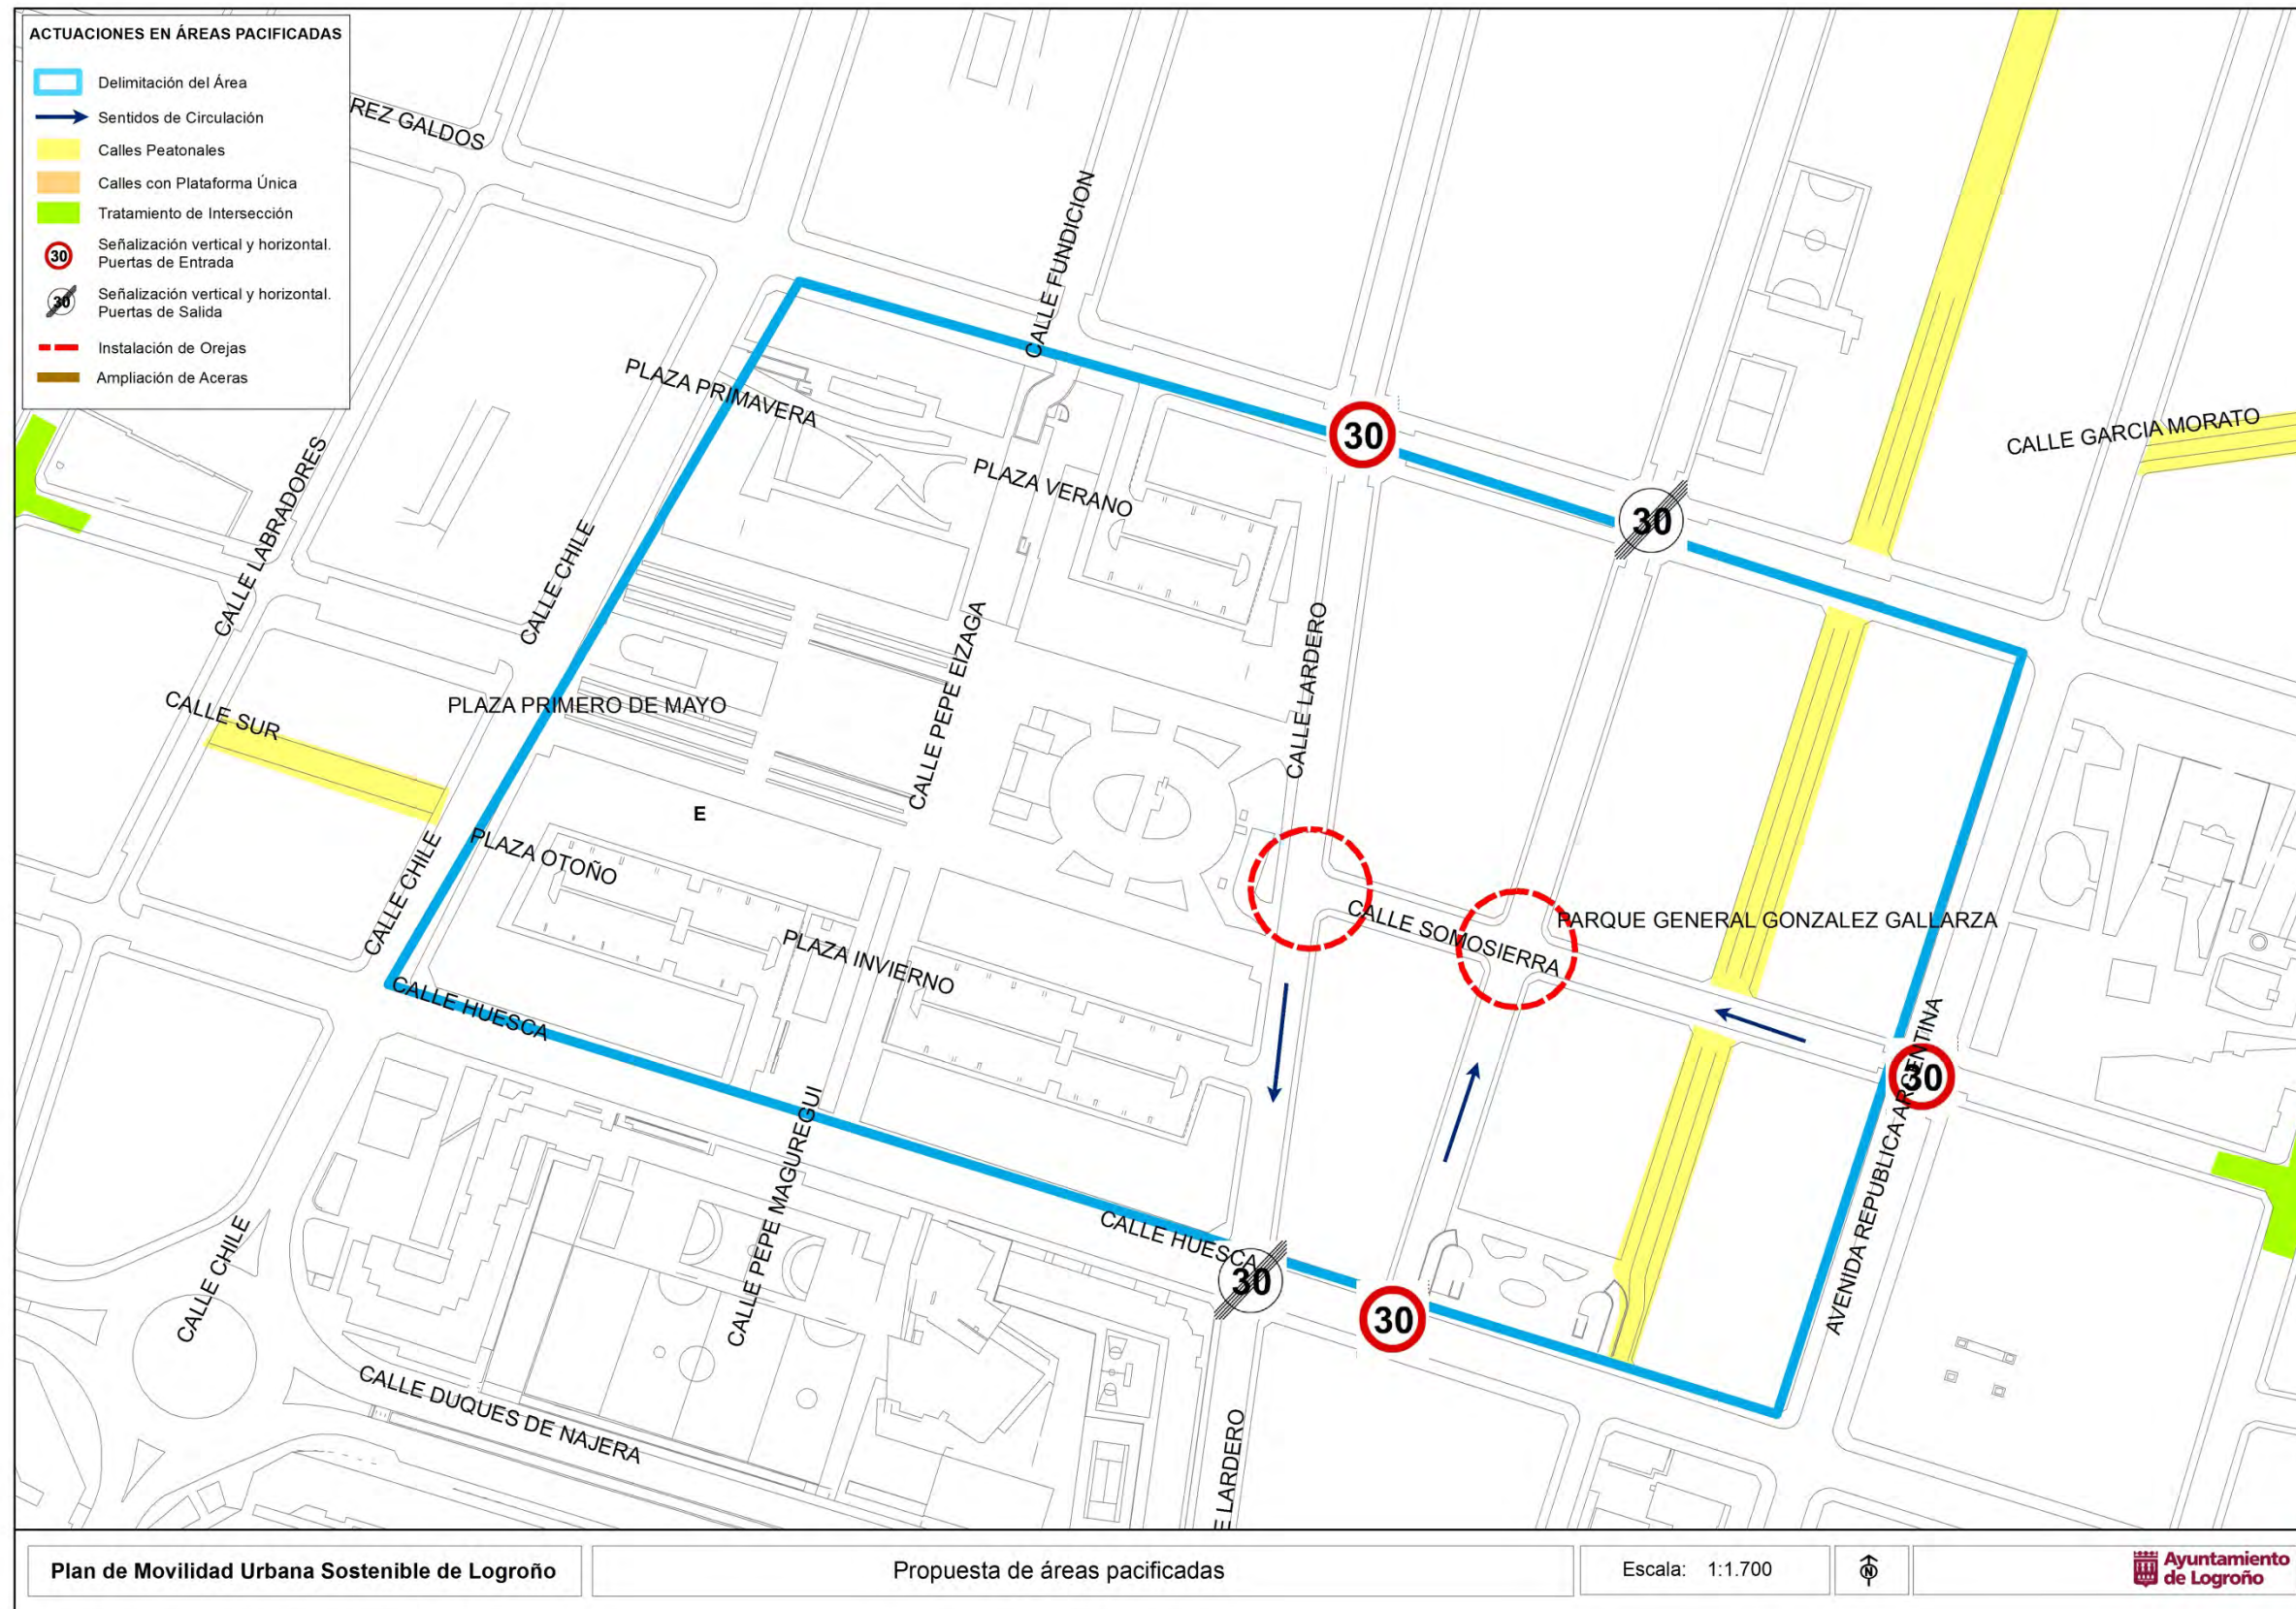 ACTUACIONES EN ÁREAS PACIFICADAS
Delimitación del Área
Sentidos de Circulación
Calles Peatonales
Calles con Plataforma Única
Tratamiento de Intersección
30
Señalización vertical y horizontal.
Puertas de Entrada
30
Señalización vertical y horizontal.
Puertas de Salida
Instalación de Orejas
Ampliación de Aceras
REZ GALDOS
CALLE FUNDICION
PLAZA PRIMAVERA
30
CALLE GARCIA MORATO
PLAZA VERANO
30
CALLE LABRADORES
CALLE CHILE
CALLE LARDERO
CALLE PEPE EIZAGA
PLAZA PRIMERO DE MAYO
CALLE SUR
E
PLAZA OTOÑO
CALLE CHILE
CALLE SOMOSIERRA
PARQUE GENERAL GONZALEZ GALLARZA
PLAZA INVIERNO
CALLE HUESCA
30
AVENIDA REPUBLICA ARGENTINA
CALLE PEPE MAGUREGUI
CALLE HUESCA
30
30
CALLE CHILE
CALLE DUQUES DE NAJERA
E LARDERO
Plan de Movilidad Urbana Sostenible de Logroño
Propuesta de áreas pacificadas
Escala: 1:1.700
N
Ayuntamiento
de Logroño